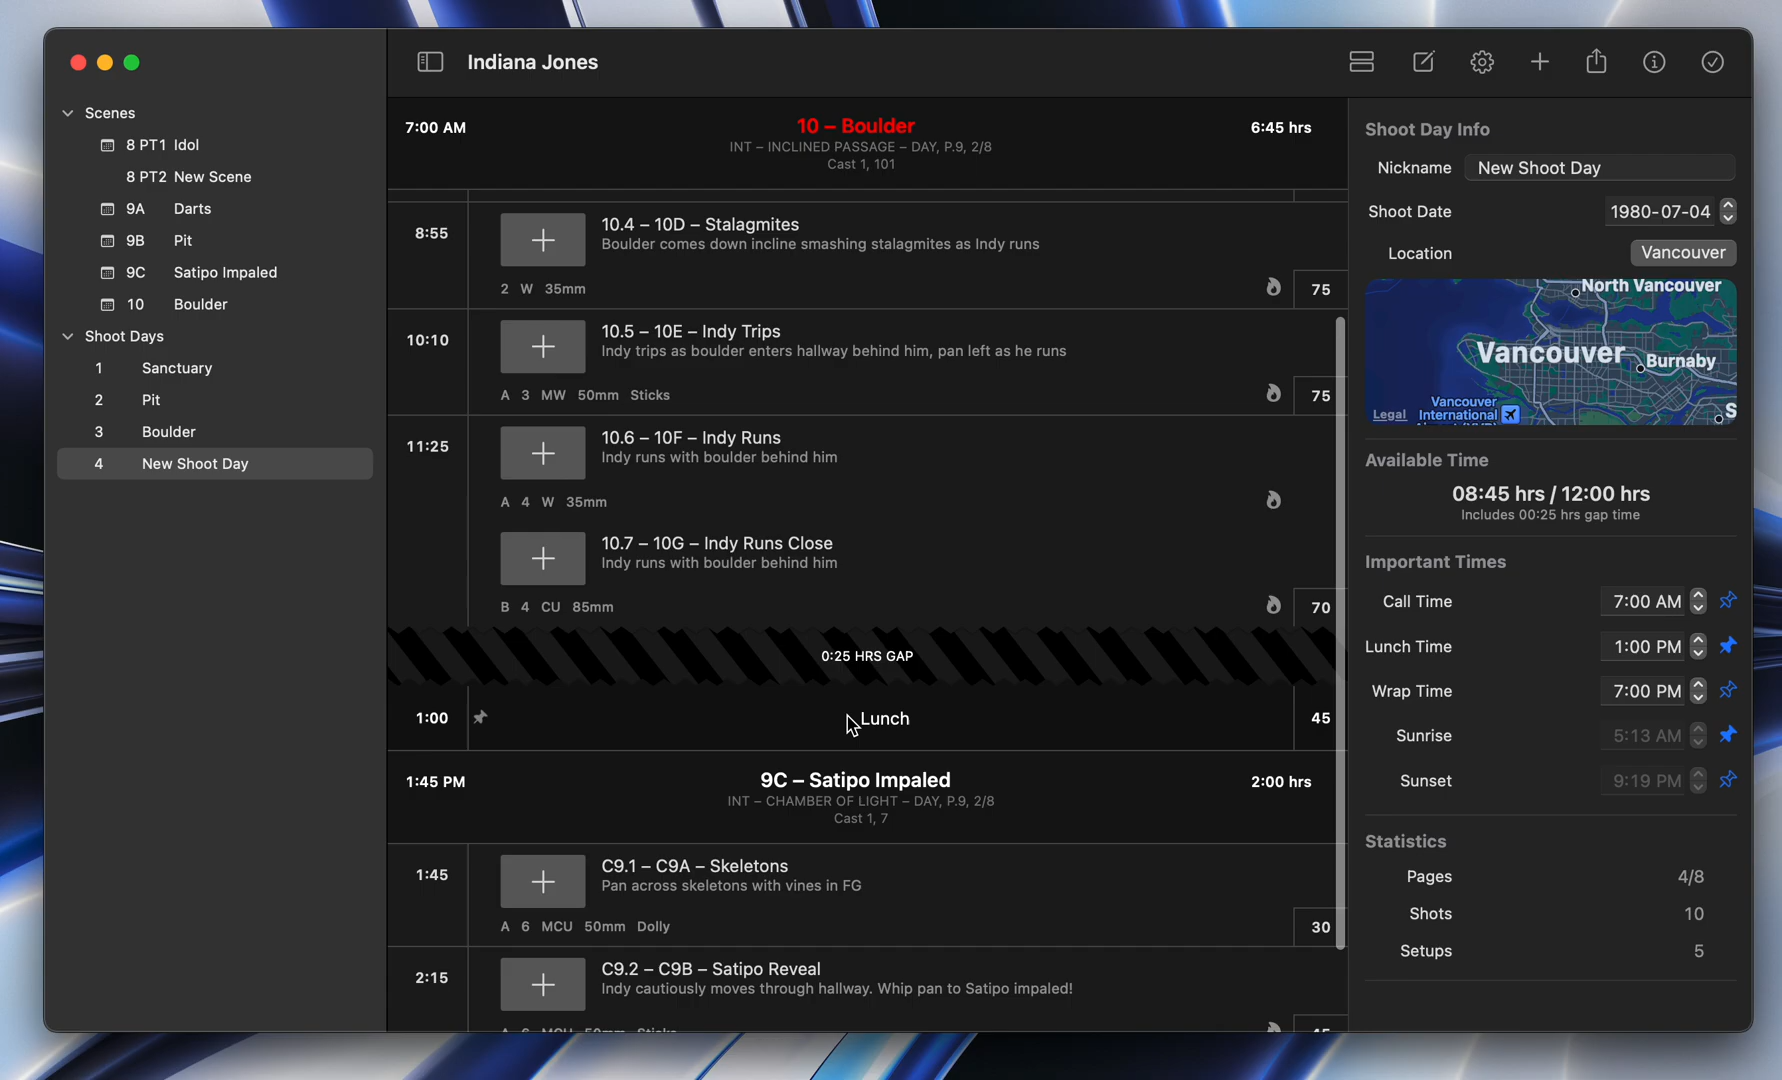 Indiana Jones
Scenes
8 PT1 Idol
8 PT2 New Scene
9A Darts
9B Pit
9C Satipo Impaled
10 Boulder
Shoot Days
1 Sanctuary
2 Pit
3 Boulder
4 New Shoot Day
7:00 AM
10 – Boulder
6:45 hrs
INT – INCLINED PASSAGE – DAY, P.9, 2/8
Cast 1, 101
8:55
10.4 – 10D – Stalagmites
Boulder comes down incline smashing stalagmites as Indy runs
2 W 35mm
75
10:10
10.5 – 10E – Indy Trips
Indy trips as boulder enters hallway behind him, pan left as he runs
A 3 MW 50mm Sticks
75
11:25
10.6 – 10F – Indy Runs
Indy runs with boulder behind him
A 4 W 35mm
10.7 – 10G – Indy Runs Close
Indy runs with boulder behind him
B 4 CU 85mm
70
0:25 HRS GAP
1:00
Lunch
45
1:45 PM
9C – Satipo Impaled
2:00 hrs
INT – CHAMBER OF LIGHT – DAY, P.9, 2/8
Cast 1, 7
1:45
C9.1 – C9A – Skeletons
Pan across skeletons with vines in FG
A 6 MCU 50mm Dolly
30
2:15
C9.2 – C9B – Satipo Reveal
Indy cautiously moves through hallway. Whip pan to Satipo impaled!
Shoot Day Info
Nickname New Shoot Day
Shoot Date 1980-07-04
Location Vancouver
North Vancouver
Vancouver
Burnaby
Vancouver
International
Legal
S
Available Time
08:45 hrs / 12:00 hrs
Includes 00:25 hrs gap time
Important Times
Call Time 7:00 AM
Lunch Time 1:00 PM
Wrap Time 7:00 PM
Sunrise 5:13 AM
Sunset 9:19 PM
Statistics
Pages 4/8
Shots 10
Setups 5